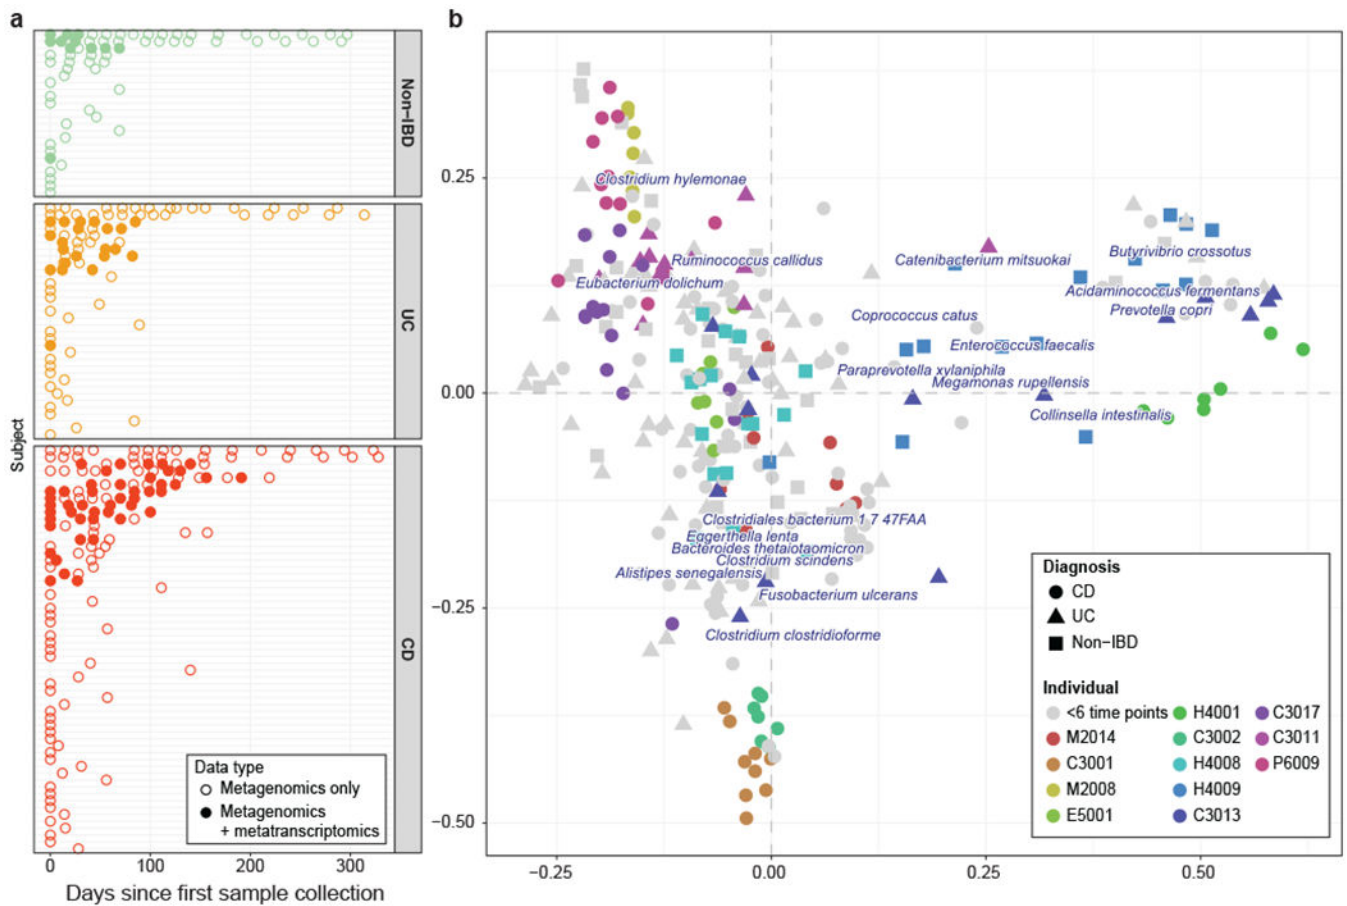 a
b
Subject
Non-IBD
UC
CD
Data type
Metagenomics only
Metagenomics
+ metatranscriptomics
0
100
200
300
Days since first sample collection
0.25
0.00
−0.25
−0.50
−0.25
0.00
0.25
0.50
Clostridium hylemonae
Ruminococcus callidus
Eubacterium dolichum
Catenibacterium mitsuokai
Butyrivibrio crossotus
Acidaminococcus fermentans
Prevotella copri
Coprococcus catus
Enterococcus faecalis
Paraprevotella xylaniphila
Megamonas rupellensis
Collinsella intestinalis
Clostridiales bacterium 1 7 47FAA
Eggerthella lenta
Bacteroides thetaiotaomicron
Clostridium scindens
Alistipes senegalensis
Fusobacterium ulcerans
Clostridium clostridioforme
Diagnosis
CD
UC
Non−IBD
Individual
<6 time points
M2014
C3001
M2008
E5001
H4001
C3002
H4008
H4009
C3013
C3017
C3011
P6009